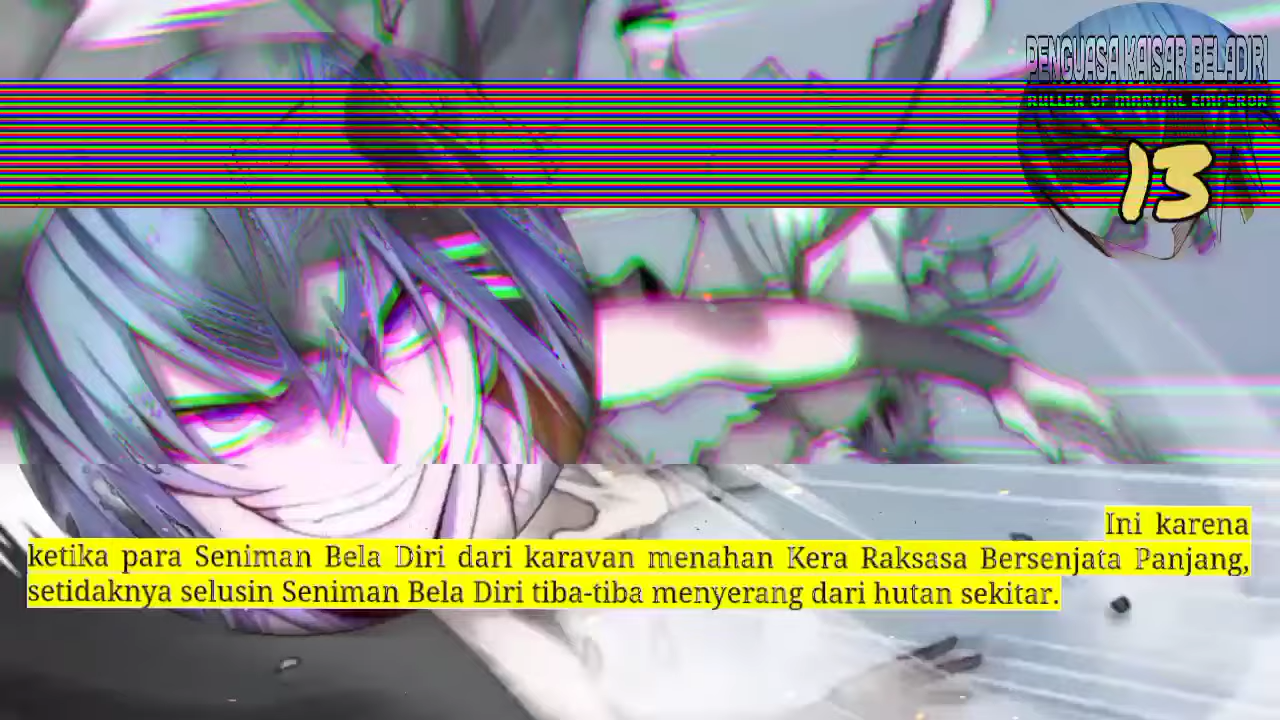 PENGUASA KAISAR BELADIRI
RULLER OF MARTIAL EMPEROR
13
Ini karena
ketika para Seniman Bela Diri dari karavan menahan Kera Raksasa Bersenjata Panjang,
setidaknya selusin Seniman Bela Diri tiba-tiba menyerang dari hutan sekitar.